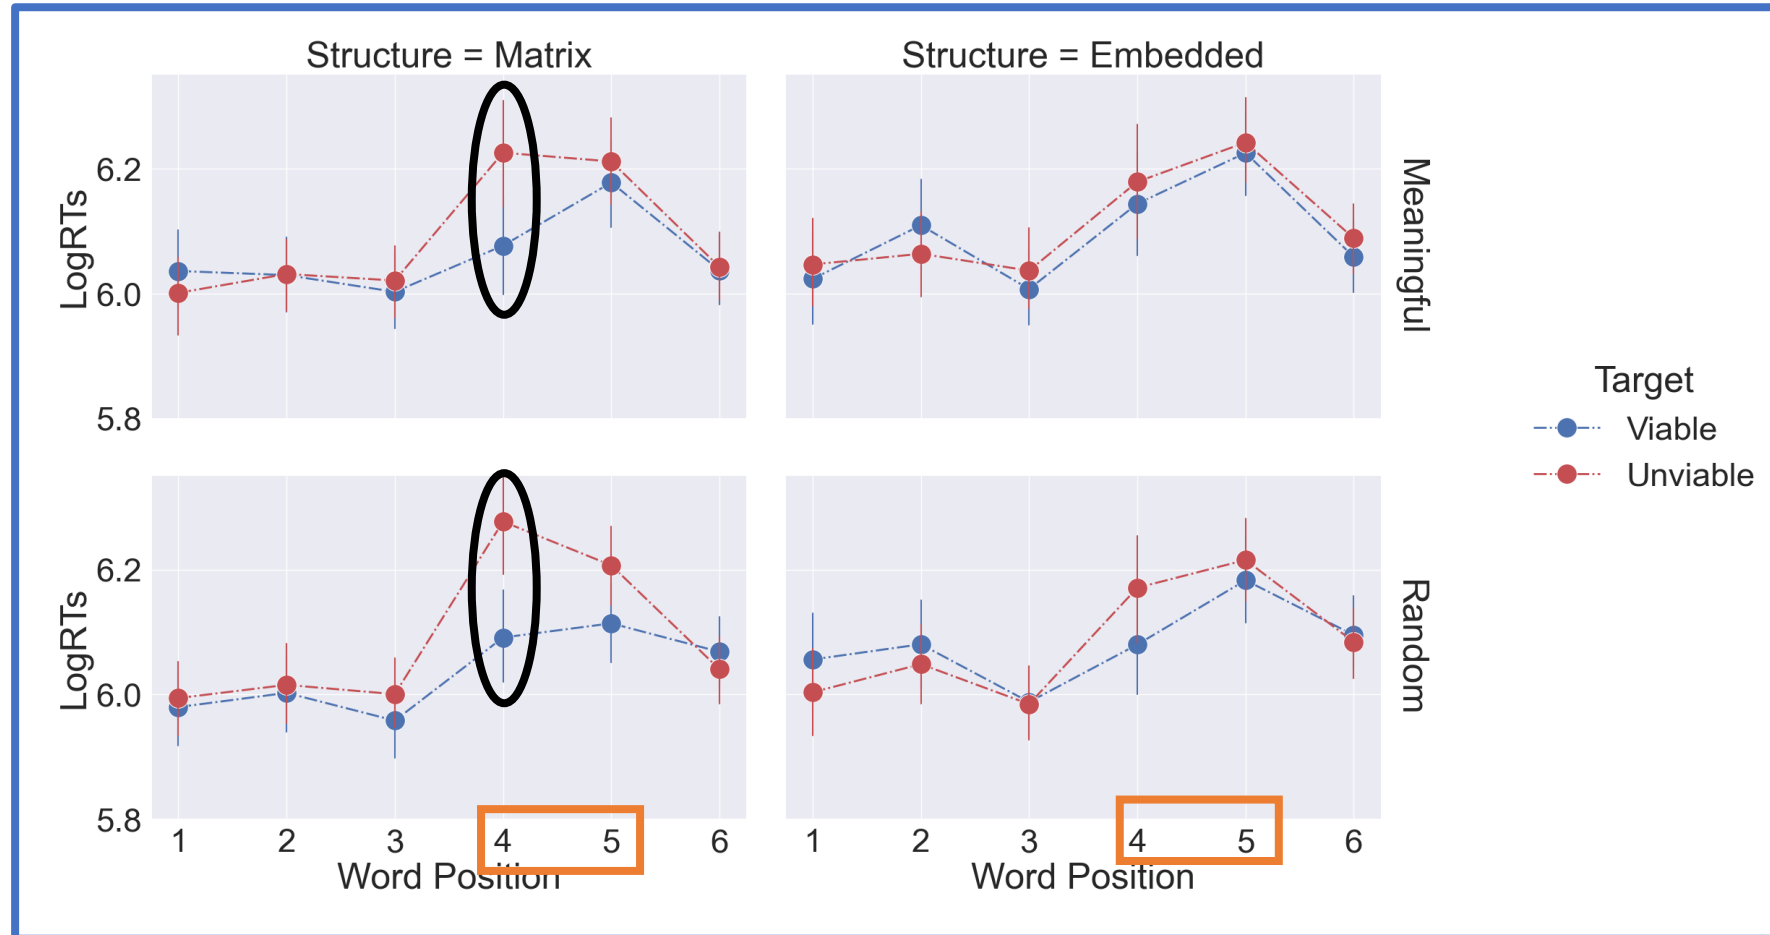 Structure = Matrix
Structure = Embedded
6.2
6.0
5.8
LogRTs
Meaningful
Target
Viable
Unviable
6.2
6.0
5.8
LogRTs
Random
1 2 3 4 5 6
Word Position
1 2 3 4 5 6
Word Position